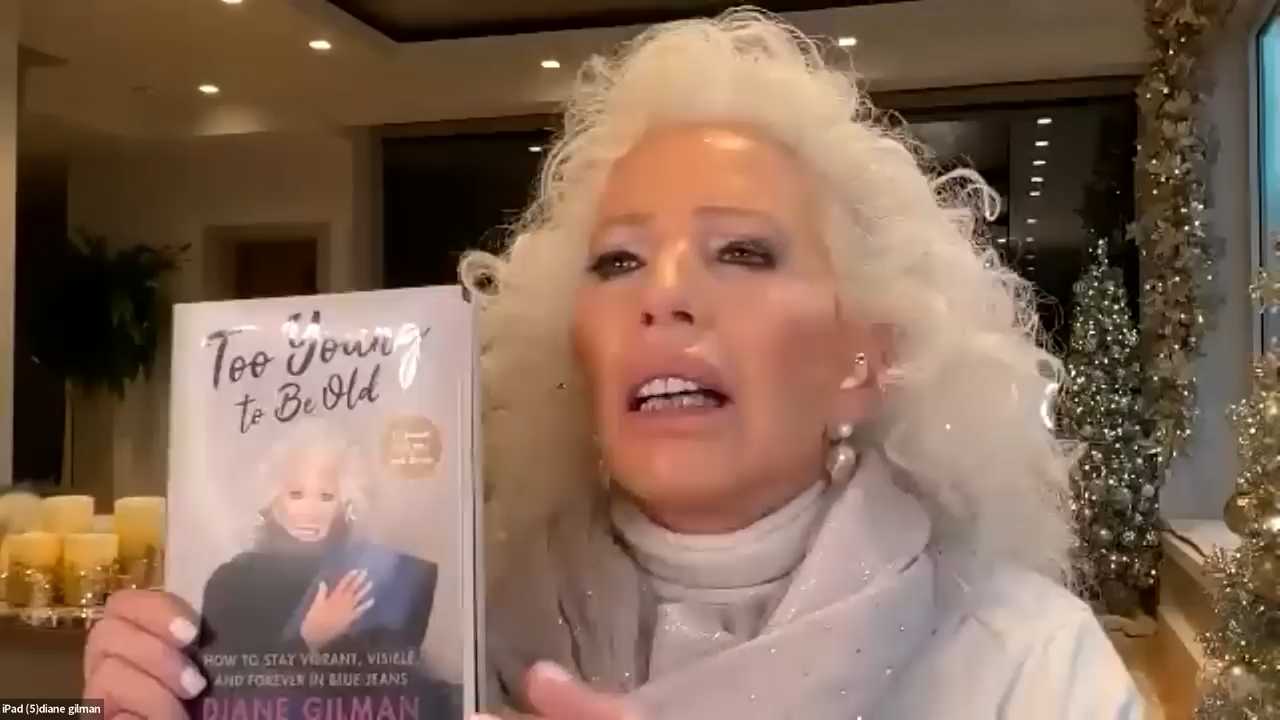 Too Young
to Be Old
HOW TO STAY VIBRANT, VISIBLE,
AND FOREVER IN BLUE JEANS
DIANE GILMAN
iPad (5)diane gilman